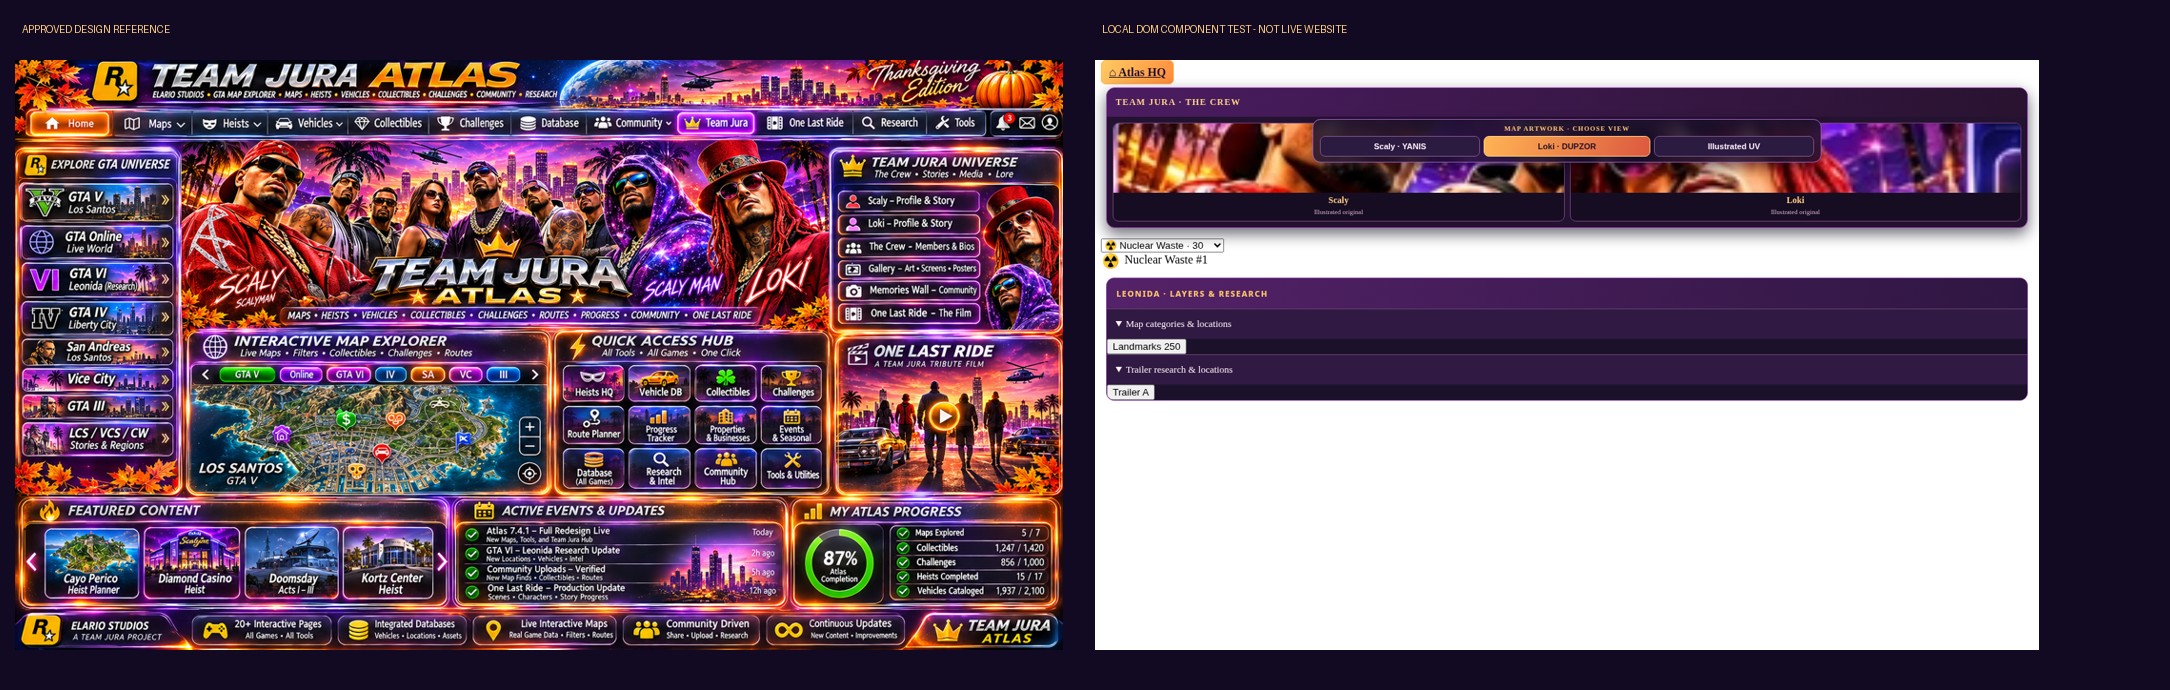 APPROVED DESIGN REFERENCE
TEAM JURA ATLAS
ELARIO STUDIOS • GTA MAP EXPLORER • MAPS • HEISTS • VEHICLES • COLLECTIBLES • CHALLENGES • COMMUNITY • RESEARCH
Thanksgiving
Edition
Home
Maps
Heists
Vehicles
Collectibles
Challenges
Database
Community
Team Jura
One Last Ride
Research
Tools
3
EXPLORE GTA UNIVERSE
GTA V
Los Santos
GTA Online
Live World
VI
GTA VI
Leonida (Research)
IV
GTA IV
Liberty City
San Andreas
Los Santos
Vice City
GTA III
LCS / VCS / CW
Stories & Regions
SCALY
SCALYMAN
TEAM JURA
ATLAS
SCALY MAN
LOKI
MAPS • HEISTS • VEHICLES • COLLECTIBLES • CHALLENGES • ROUTES • PROGRESS • COMMUNITY • ONE LAST RIDE
TEAM JURA UNIVERSE
The Crew • Stories • Media • Lore
Scaly – Profile & Story
Loki – Profile & Story
The Crew – Members & Bios
Gallery – Art • Screens • Posters
Memories Wall – Community
One Last Ride – The Film
INTERACTIVE MAP EXPLORER
Live Maps • Filters • Collectibles • Challenges • Routes
GTA V
Online
GTA VI
IV
SA
VC
III
LOS SANTOS
GTA V
QUICK ACCESS HUB
All Tools • All Games • One Click
Heists HQ
Vehicle DB
Collectibles
Challenges
Route Planner
Progress
Tracker
Properties
& Businesses
Events
& Seasonal
Database
(All Games)
Research
& Intel
Community
Hub
Tools & Utilities
ONE LAST RIDE
A TEAM JURA TRIBUTE FILM
FEATURED CONTENT
Cayo Perico
Heist Planner
Diamond Casino
Heist
Doomsday
Acts I – III
Kortz Center
Heist
ACTIVE EVENTS & UPDATES
Atlas 7.4.1 – Full Redesign Live
Today
New Maps, Tools, and Team Jura Hub
GTA VI – Leonida Research Update
2h ago
New Locations • Vehicles • Intel
Community Uploads – Verified
5h ago
New Map Finds • Collectibles • Routes
One Last Ride – Production Update
12h ago
Scenes • Characters • Story Progress
MY ATLAS PROGRESS
87%
Atlas
Completion
Maps Explored 5 / 7
Collectibles 1,247 / 1,420
Challenges 856 / 1,000
Heists Completed 15 / 17
Vehicles Cataloged 1,937 / 2,100
ELARIO STUDIOS
A TEAM JURA PROJECT
20+ Interactive Pages
All Games • All Tools
Integrated Databases
Vehicles • Locations • Assets
Live Interactive Maps
Real Game Data • Filters • Routes
Community Driven
Share • Upload • Research
Continuous Updates
New Content • Improvements
TEAM JURA
ATLAS
LOCAL DOM COMPONENT TEST - NOT LIVE WEBSITE
⌂ Atlas HQ
TEAM JURA · THE CREW
MAP ARTWORK · CHOOSE VIEW
Scaly · YANIS
Loki · DUPZOR
Illustrated UV
Scaly
Illustrated original
Loki
Illustrated original
☢ Nuclear Waste · 30
☢ Nuclear Waste #1
LEONIDA · LAYERS & RESEARCH
▼ Map categories & locations
Landmarks 250
▼ Trailer research & locations
Trailer A